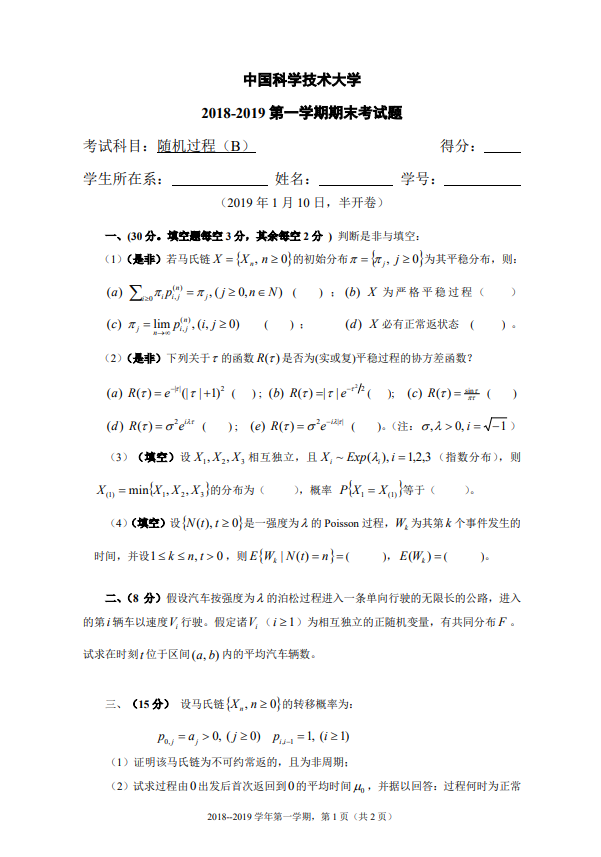 中国科学技术大学
2018-2019 第一学期期末考试题
考试科目：随机过程（B） 得分：
学生所在系： 姓名： 学号：
（2019 年 1 月 10 日，半开卷）
一、(30 分。填空题每空 3 分，其余每空 2 分 ) 判断是非与填空:
（1）（是非）若马氏链 X = {X_n, n ≥ 0}的初始分布 π = {π_j, j ≥ 0}为其平稳分布，则:
(a) ∑_{i≥0} π_i p_{i,j}^{(n)} = π_j, (j ≥ 0, n ∈ N) ( ) ; (b) X 为严格平稳过程（ ）
(c) π_j = lim_{n→∞} p_{i,j}^{(n)}, (i, j ≥ 0) ( ) ; (d) X 必有正常返状态 ( ) 。
（2）（是非）下列关于 τ 的函数 R(τ) 是否为(实或复)平稳过程的协方差函数?
(a) R(τ) = e^{-|τ|}(|τ|+1)^2 ( ) ; (b) R(τ) =|τ| e^{-τ^2/2} ( ); (c) R(τ) = sinτ/πτ ( )
(d) R(τ) = σ^2 e^{iλτ} ( ) ; (e) R(τ) = σ^2 e^{-iλ|τ|} ( )。（注: σ, λ > 0, i = √−1 ）
（3）（填空）设 X_1, X_2, X_3 相互独立，且 X_i ~ Exp(λ_i), i = 1,2,3（指数分布），则
X_{(1)} = min{X_1, X_2, X_3}的分布为（ ），概率 P{X_1 = X_{(1)}}等于（ ）。
（4）（填空）设{N(t), t ≥ 0}是一强度为 λ 的 Poisson 过程，W_k 为其第 k 个事件发生的
时间，并设1 ≤ k ≤ n, t > 0，则 E{W_k | N(t) = n} = ( )，E(W_k) = ( )。
二、（8 分）假设汽车按强度为 λ 的泊松过程进入一条单向行驶的无限长的公路，进入
的第 i 辆车以速度V_i 行驶。假定诸V_i（i ≥ 1）为相互独立的正随机变量，有共同分布 F 。
试求在时刻 t 位于区间 (a, b) 内的平均汽车辆数。
三、（15 分） 设马氏链{X_n, n ≥ 0}的转移概率为:
p_{0,j} = a_j > 0, (j ≥ 0) p_{i,i−1} = 1, (i ≥ 1)
（1）证明该马氏链为不可约常返的，且为非周期;
（2）试求过程由 0 出发后首次返回到 0 的平均时间 μ_0，并据以回答：过程何时为正常
2018--2019 学年第一学期，第 1 页（共 2 页）